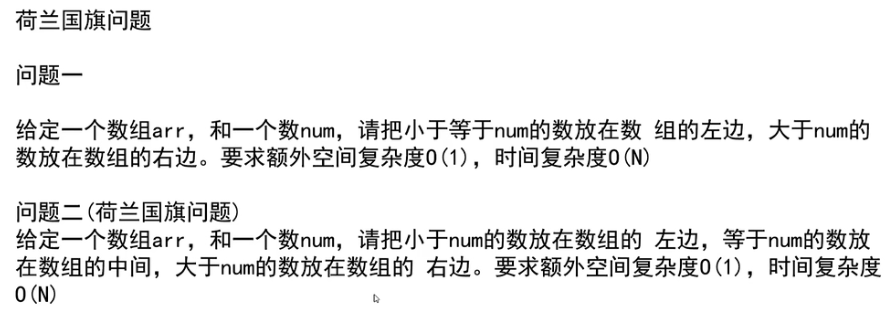 荷兰国旗问题
问题一
给定一个数组arr，和一个数num，请把小于等于num的数放在数 组的左边，大于num的
数放在数组的右边。要求额外空间复杂度O(1)，时间复杂度O(N)
问题二(荷兰国旗问题)
给定一个数组arr，和一个数num，请把小于num的数放在数组的 左边，等于num的数放
在数组的中间，大于num的数放在数组的 右边。要求额外空间复杂度O(1)，时间复杂度
O(N)